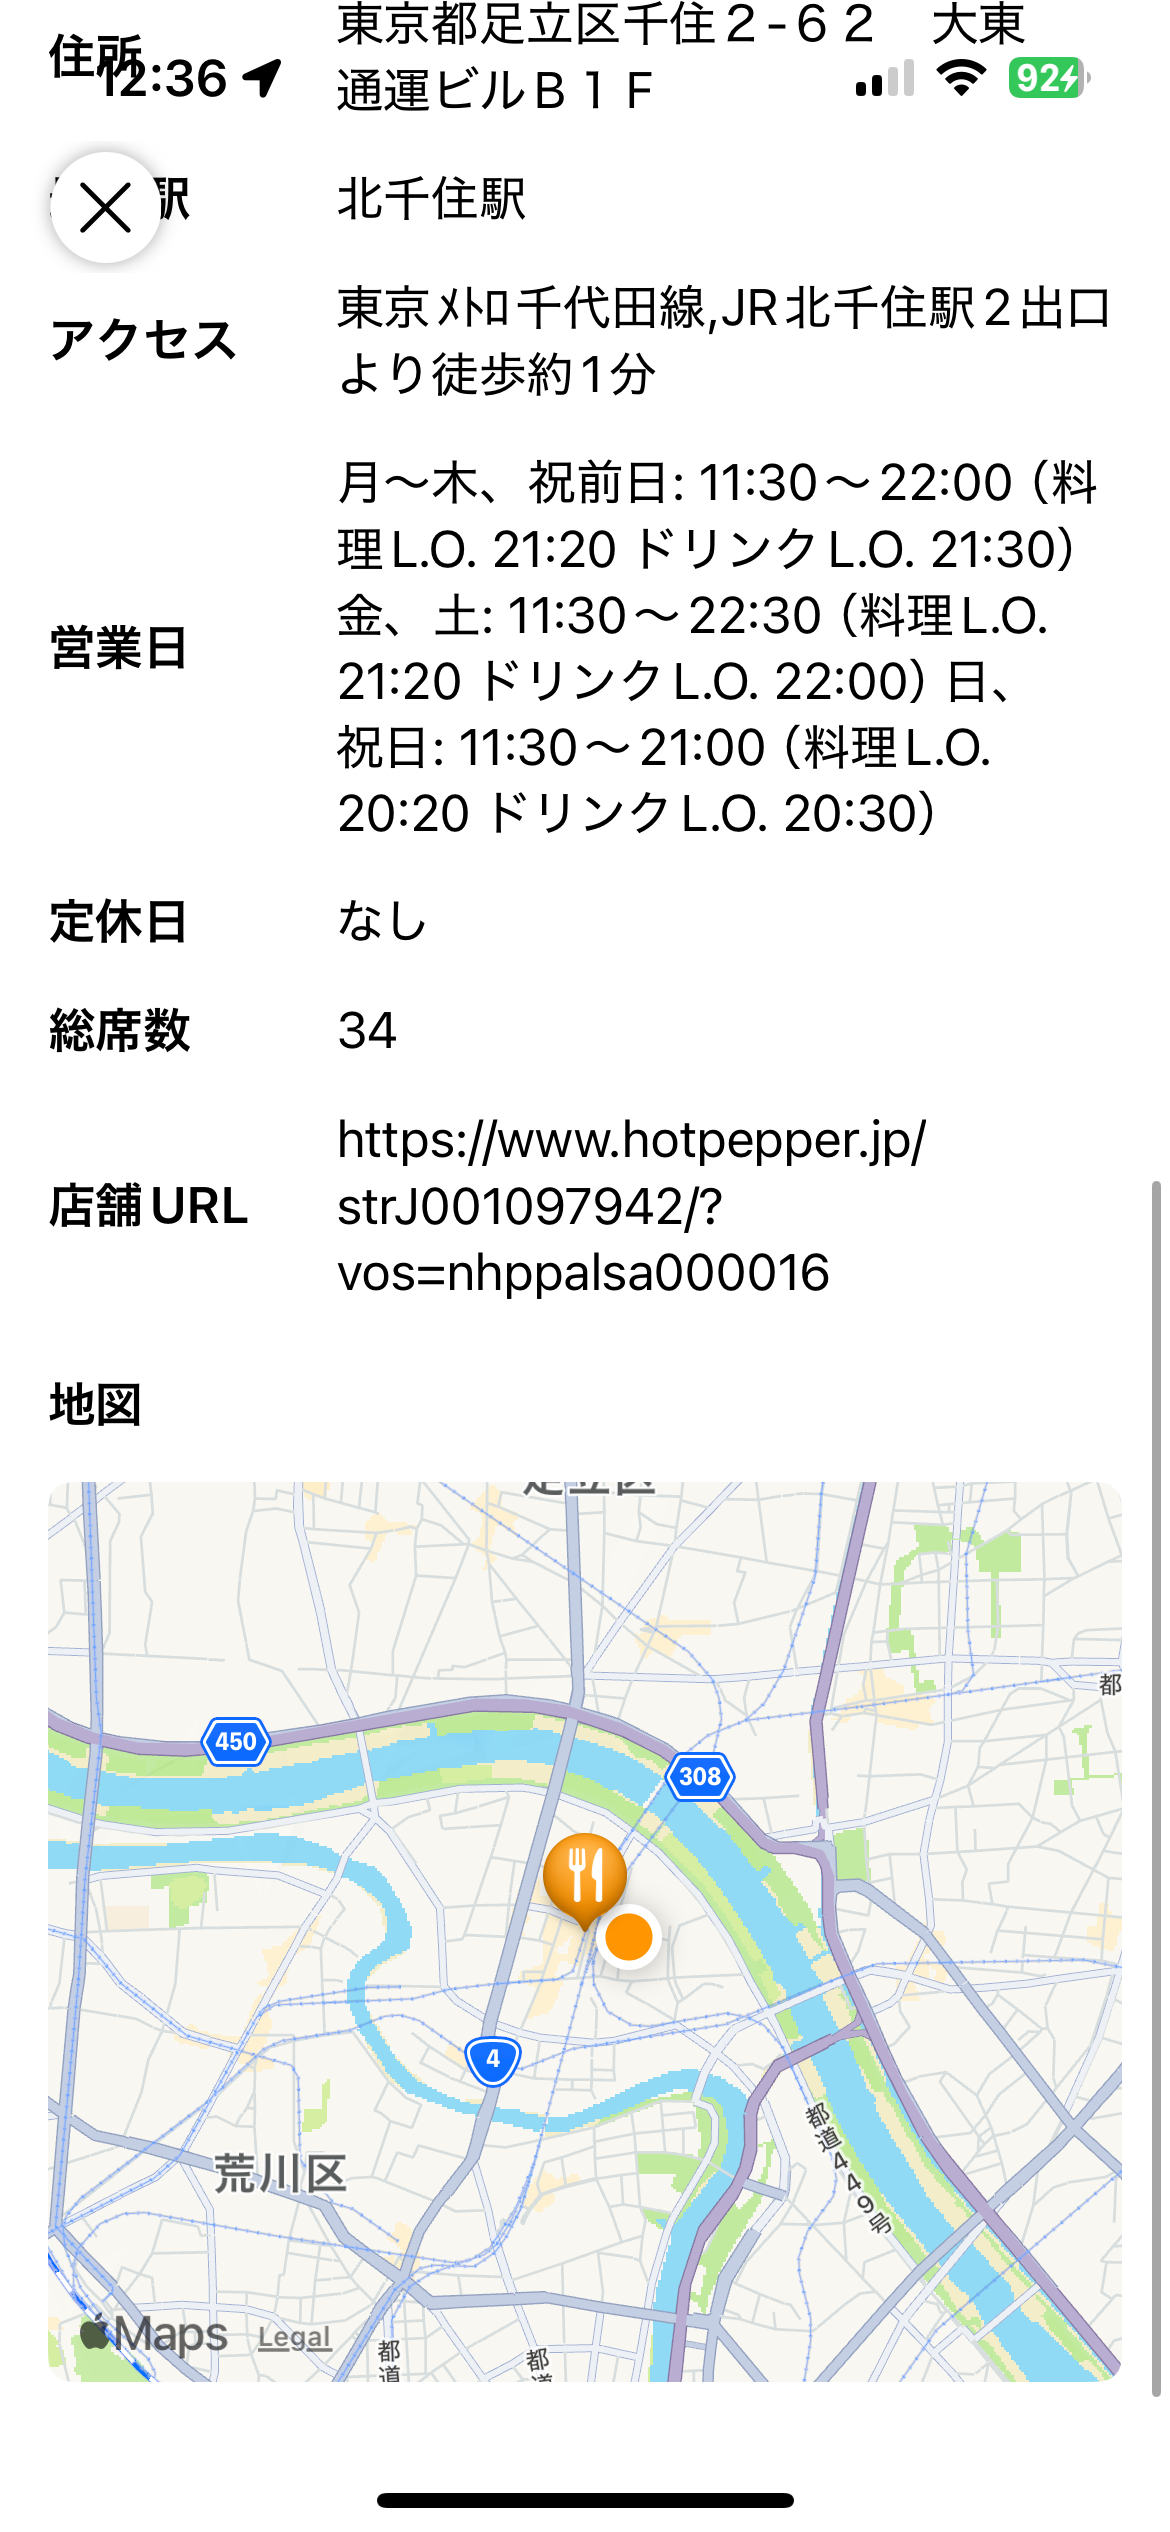 住所
東京都足立区千住２-６２　大東
通運ビルＢ１Ｆ
12:36
92
駅
北千住駅
アクセス
東京ﾒﾄﾛ千代田線,JR北千住駅2出口
より徒歩約1分
営業日
月～木、祝前日: 11:30～22:00（料
理L.O. 21:20 ドリンクL.O. 21:30）
金、土: 11:30～22:30（料理L.O.
21:20 ドリンクL.O. 22:00）日、
祝日: 11:30～21:00（料理L.O.
20:20 ドリンクL.O. 20:30）
定休日
なし
総席数
34
店舗URL
https://www.hotpepper.jp/
strJ001097942/?
vos=nhppalsa000016
地図
足立区
都
450
308
4
都道449号
荒川区
Maps
Legal
都道
都道